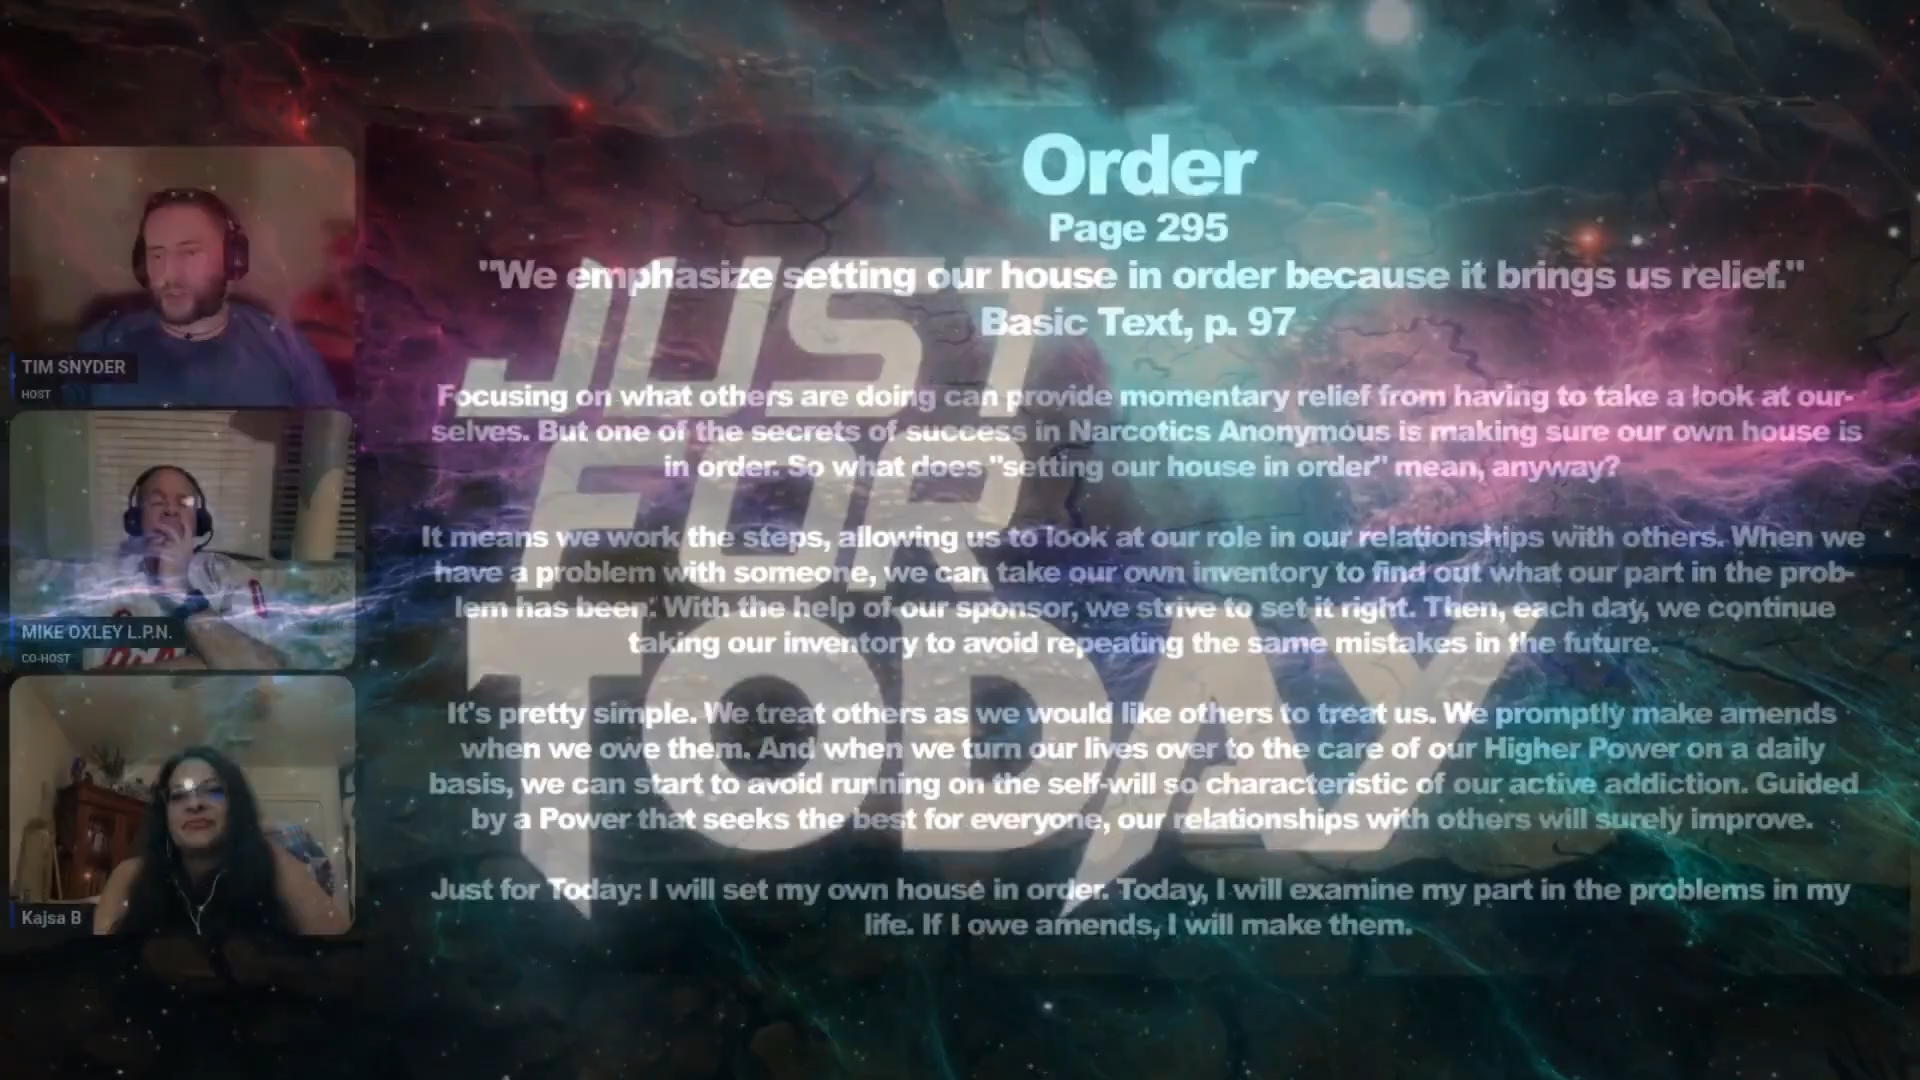 Order
Page 295
"We emphasize setting our house in order because it brings us relief."
Basic Text, p. 97
Focusing on what others are doing can provide momentary relief from having to take a look at our-
selves. But one of the secrets of success in Narcotics Anonymous is making sure our own house is
in order. So what does "setting our house in order" mean, anyway?
It means we work the steps, allowing us to look at our role in our relationships with others. When we
have a problem with someone, we can take our own inventory to find out what our part in the prob-
lem has been. With the help of our sponsor, we strive to set it right. Then, each day, we continue
taking our inventory to avoid repeating the same mistakes in the future.
It's pretty simple. We treat others as we would like others to treat us. We promptly make amends
when we owe them. And when we turn our lives over to the care of our Higher Power on a daily
basis, we can start to avoid running on the self-will so characteristic of our active addiction. Guided
by a Power that seeks the best for everyone, our relationships with others will surely improve.
Just for Today: I will set my own house in order. Today, I will examine my part in the problems in my
life. If I owe amends, I will make them.
JUST
FOR
TODAY
TIM SNYDER
HOST
MIKE OXLEY L.P.N.
CO-HOST
Kajsa B